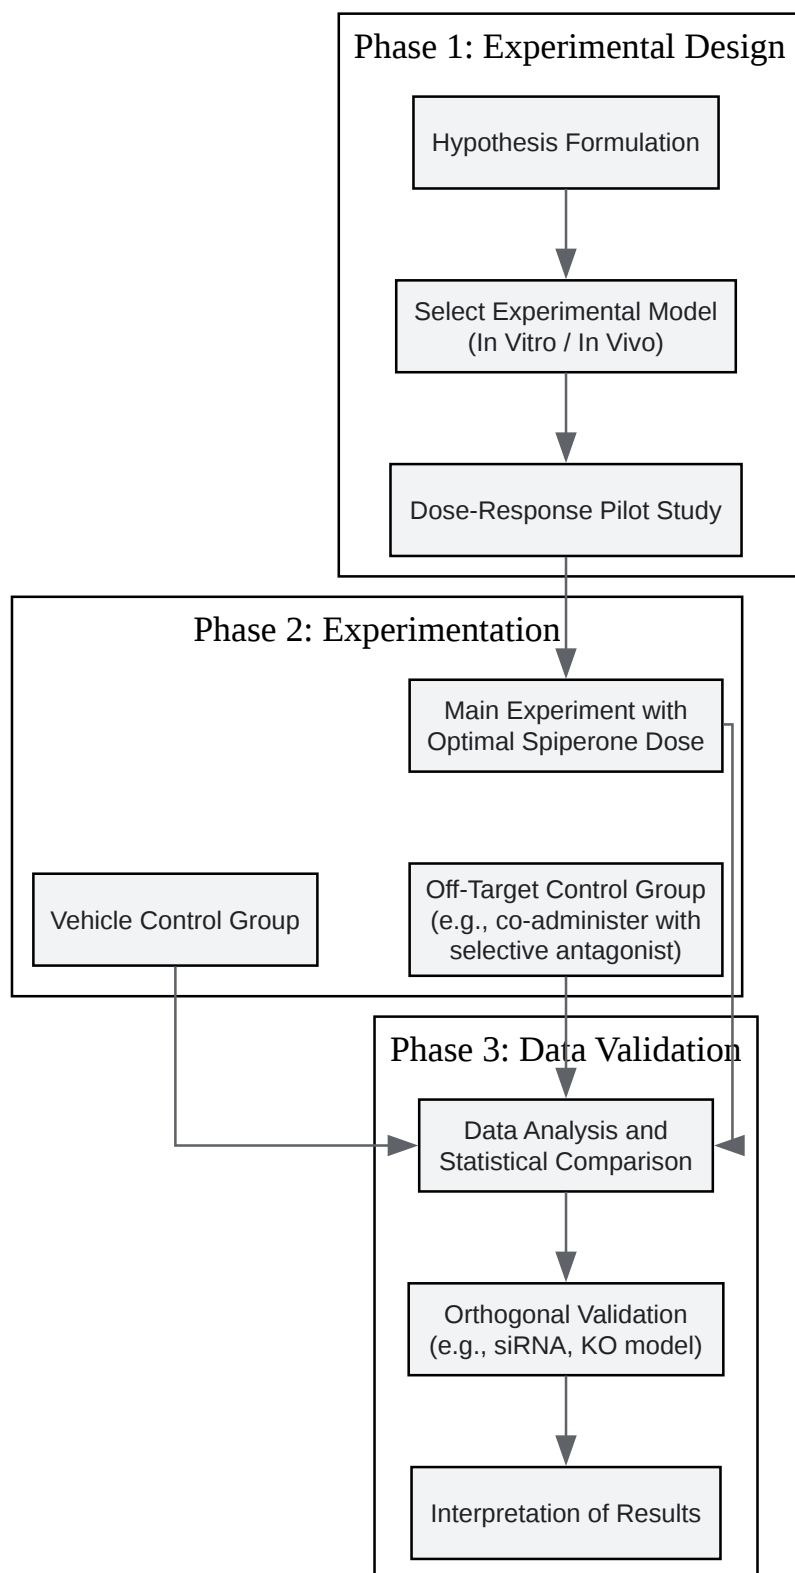 Phase 1: Experimental Design
Hypothesis Formulation
Select Experimental Model
(In Vitro / In Vivo)
Dose-Response Pilot Study
Phase 2: Experimentation
Main Experiment with
Optimal Spiperone Dose
Vehicle Control Group
Off-Target Control Group
(e.g., co-administer with
selective antagonist)
Phase 3: Data Validation
Data Analysis and
Statistical Comparison
Orthogonal Validation
(e.g., siRNA, KO model)
Interpretation of Results